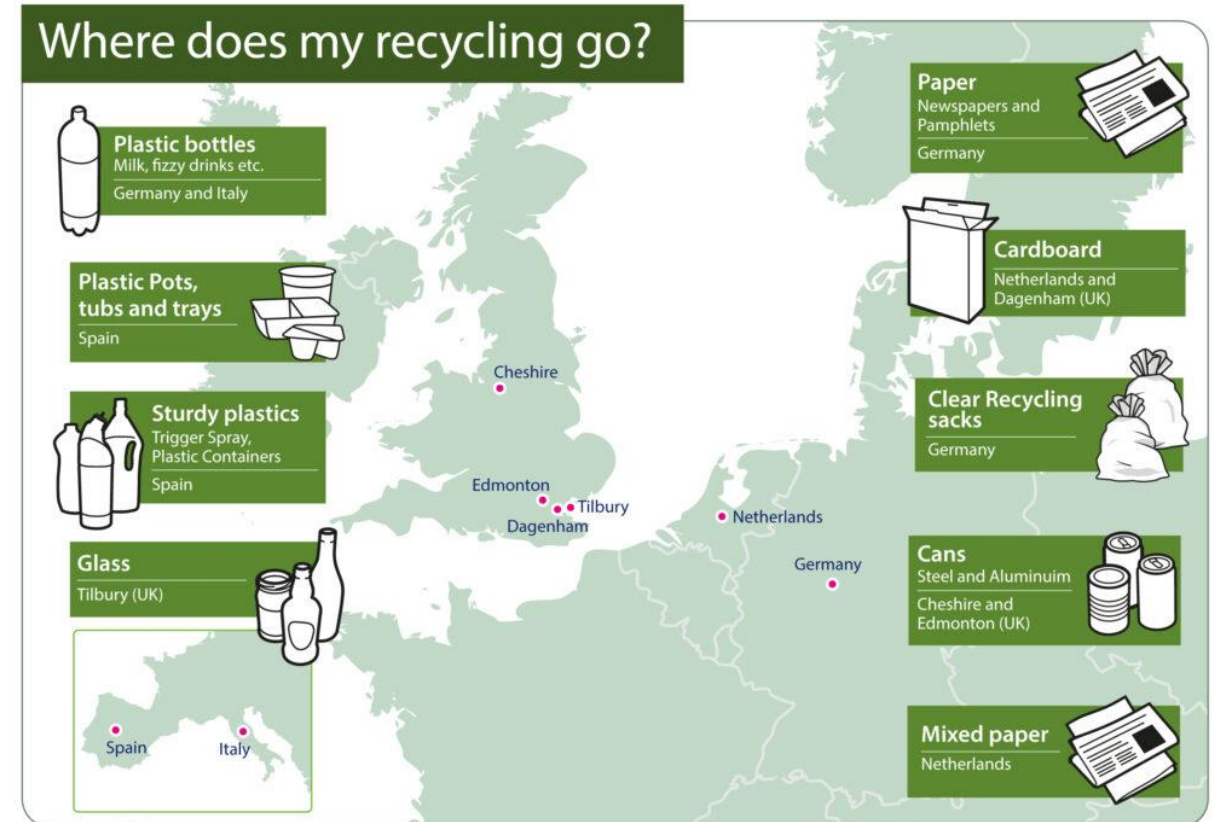 Where does my recycling go?
Plastic bottles
Milk, fizzy drinks etc.
Germany and Italy
Plastic Pots,
tubs and trays
Spain
Sturdy plastics
Trigger Spray,
Plastic Containers
Spain
Glass
Tilbury (UK)
Spain
Italy
Cheshire
Edmonton
Tilbury
Dagenham
Netherlands
Germany
Paper
Newspapers and
Pamphlets
Germany
Cardboard
Netherlands and
Dagenham (UK)
Clear Recycling
sacks
Germany
Cans
Steel and Aluminuim
Cheshire and
Edmonton (UK)
Mixed paper
Netherlands